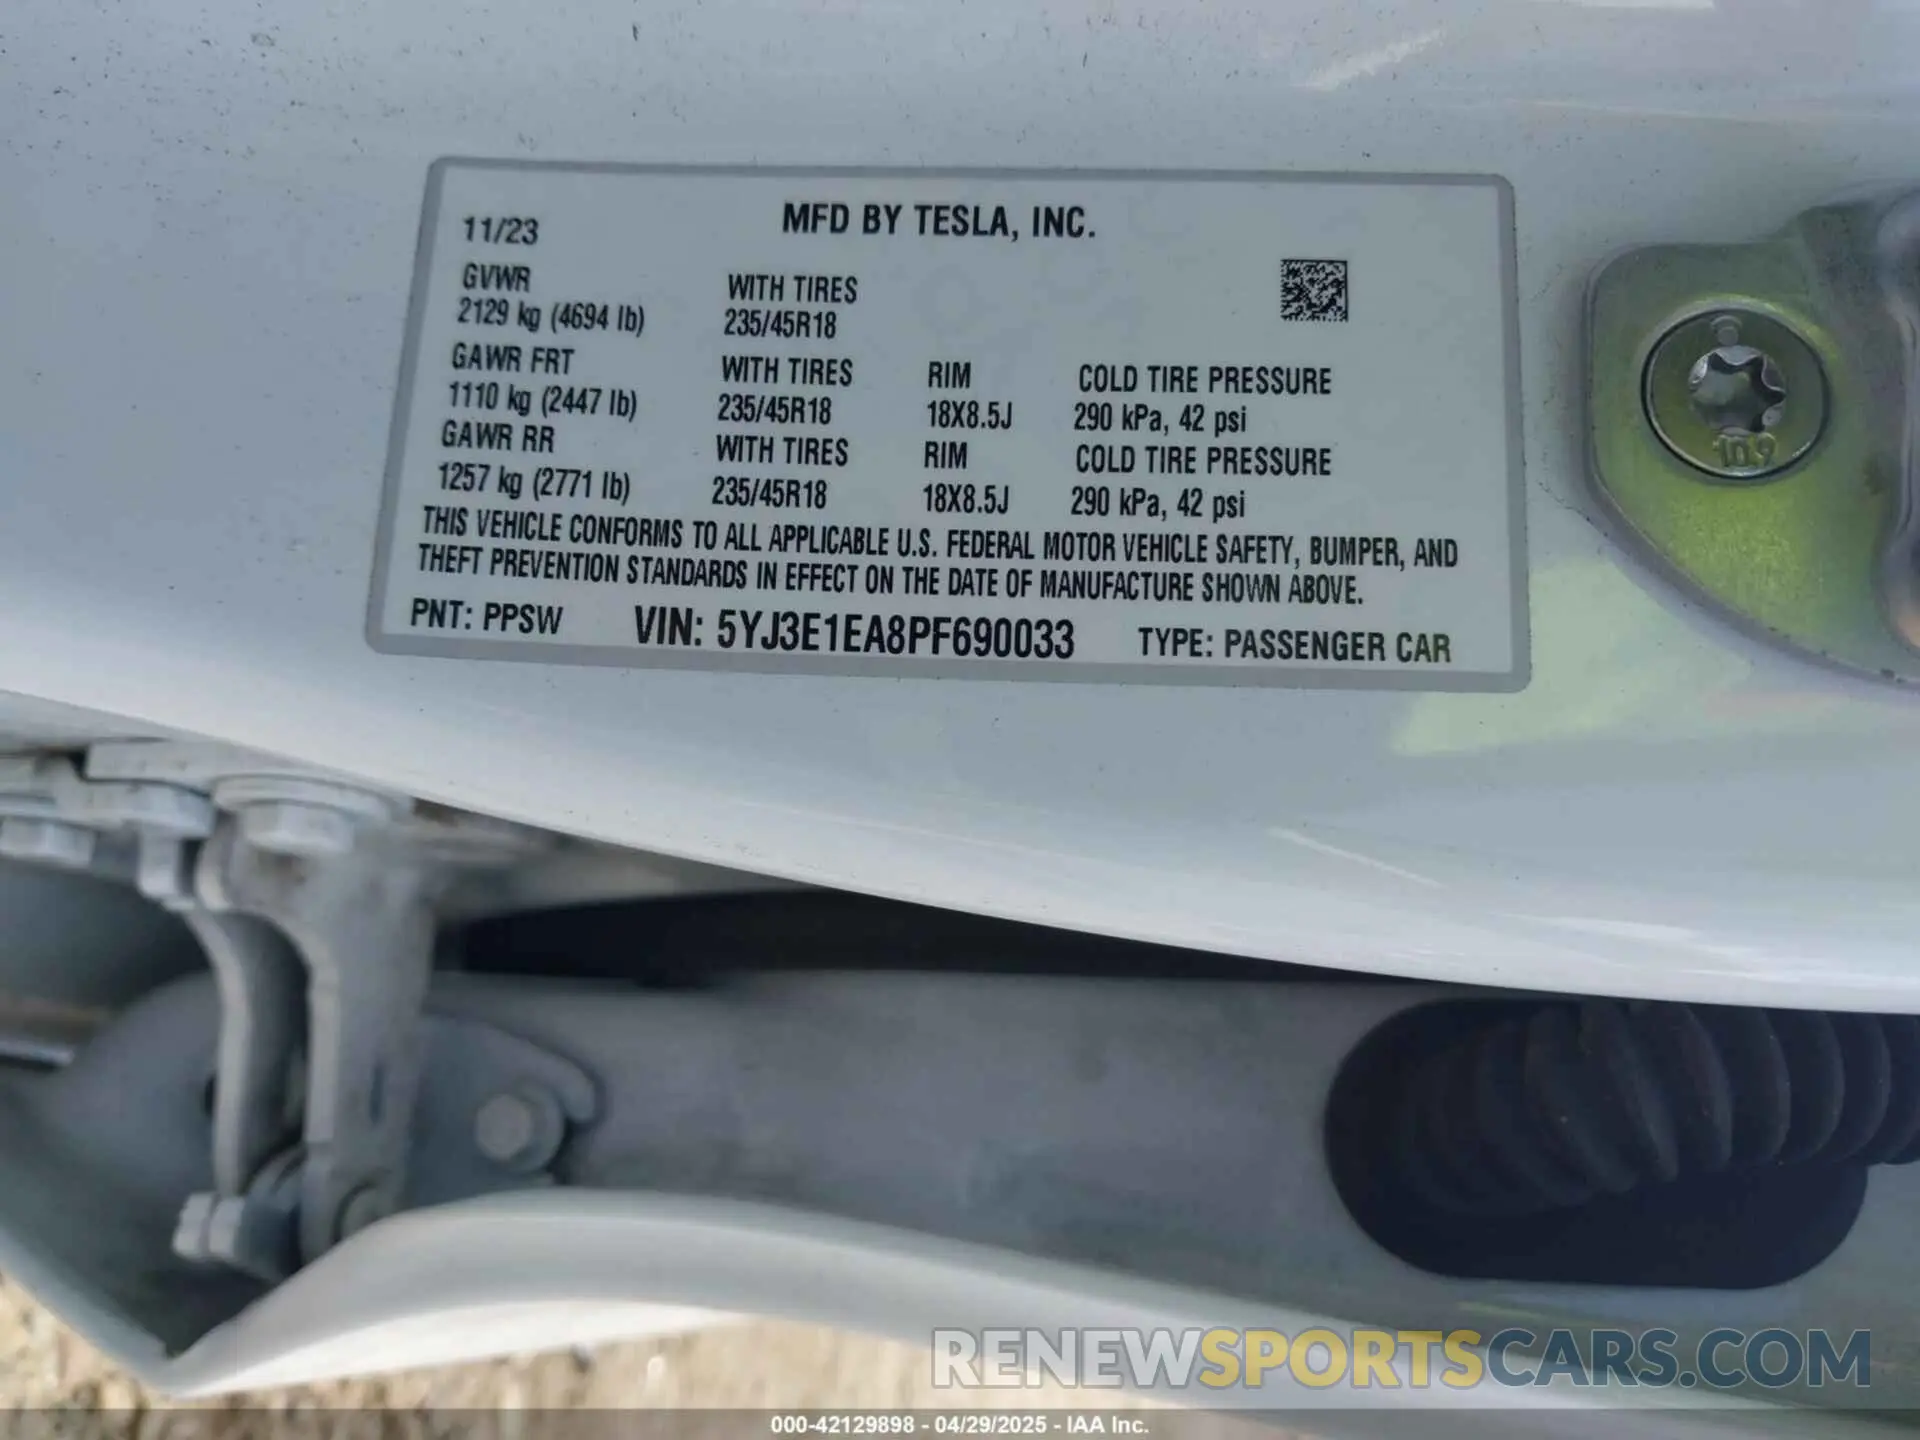 MFD BY TESLA, INC.
11/23
GVWR
2129 kg (4694 lb)
WITH TIRES
235/45R18
GAWR FRT
1110 kg (2447 lb)
WITH TIRES
235/45R18
RIM
18X8.5J
COLD TIRE PRESSURE
290 kPa, 42 psi
GAWR RR
1257 kg (2771 lb)
WITH TIRES
235/45R18
RIM
18X8.5J
COLD TIRE PRESSURE
290 kPa, 42 psi
THIS VEHICLE CONFORMS TO ALL APPLICABLE U.S. FEDERAL MOTOR VEHICLE SAFETY, BUMPER, AND
THEFT PREVENTION STANDARDS IN EFFECT ON THE DATE OF MANUFACTURE SHOWN ABOVE.
PNT: PPSW VIN: 5YJ3E1EA8PF690033 TYPE: PASSENGER CAR
10.9
RENEWSPORTSCARS.COM
000-42129898 - 04/29/2025 - IAA Inc.